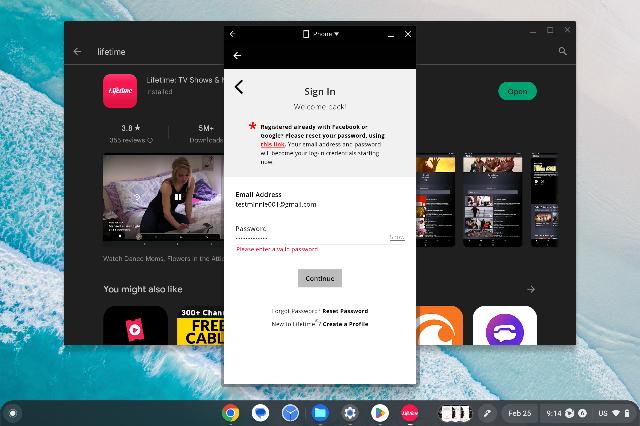 Phone
lifetime
Lifetime: TV Shows &
Installed
Open
3.8 ★
355 reviews
5M+
Downloads
Sign In
Welcome back!
* Registered already with Facebook or
Google? Please reset your password, using
this link. Your email address and password
will become your log-in credentials starting
now.
Email Address
testminnie001@gmail.com
Password
Show
Please enter a valid password.
Continue
Forgot Password? Reset Password
New to Lifetime? Create a Profile
Watch Dance Moms, Flowers in the Attic
You might also like
300+ Chann
FREE
CABL
Lifetime
Feb 25
9:14
US